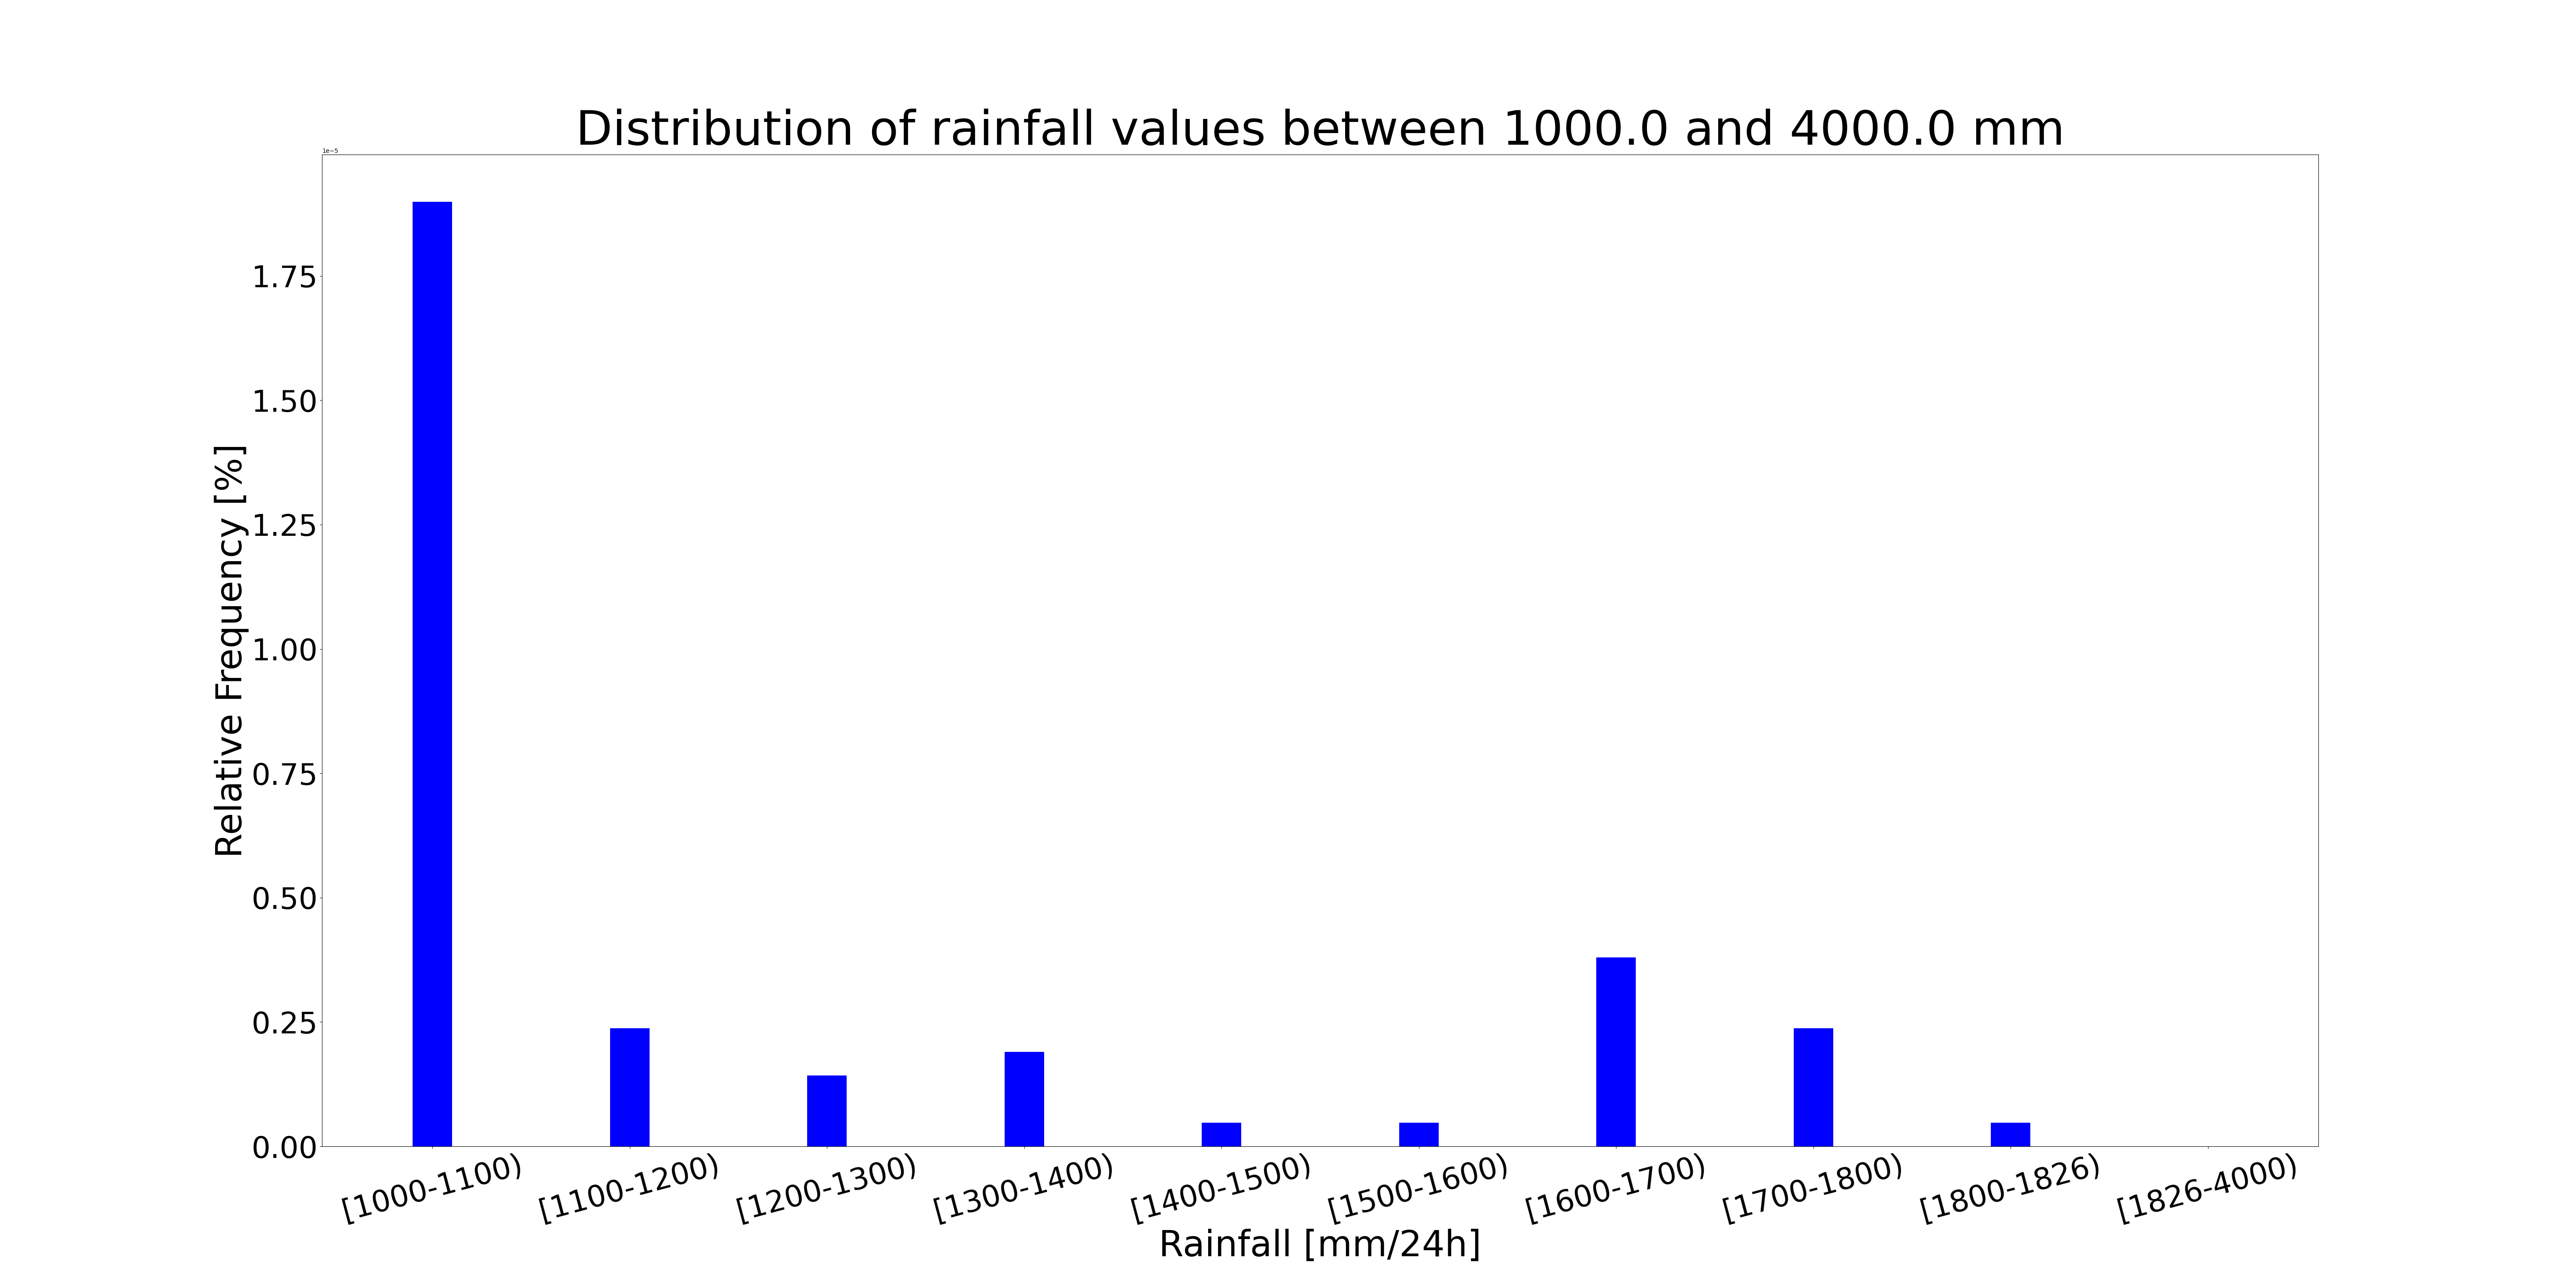 Distribution of rainfall values between 1000.0 and 4000.0 mm
1e−5
1.75
1.50
1.25
1.00
0.75
0.50
0.25
0.00
Relative Frequency [%]
[1000-1100) [1100-1200) [1200-1300) [1300-1400) [1400-1500) [1500-1600) [1600-1700) [1700-1800) [1800-1826) [1826-4000)
Rainfall [mm/24h]